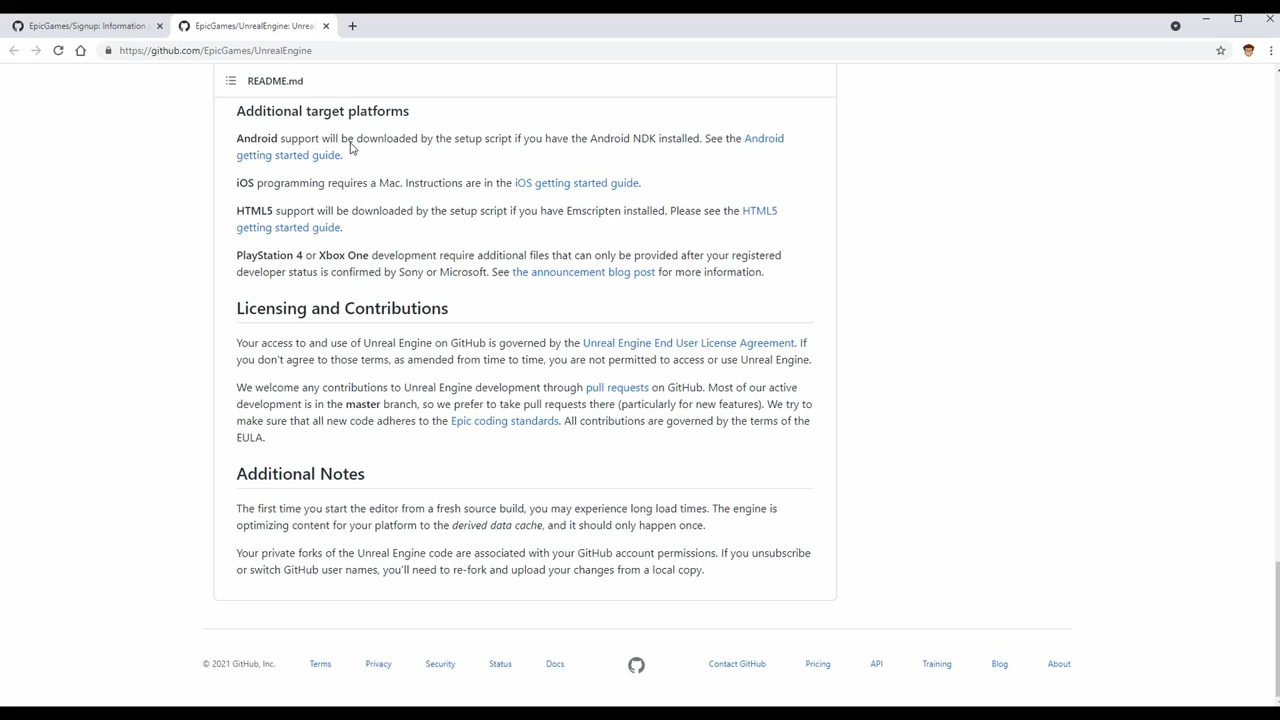 EpicGames/Signup: Information
EpicGames/UnrealEngine: Unrea
https://github.com/EpicGames/UnrealEngine
README.md
Additional target platforms
Android support will be downloaded by the setup script if you have the Android NDK installed. See the Android
getting started guide.
iOS programming requires a Mac. Instructions are in the iOS getting started guide.
HTML5 support will be downloaded by the setup script if you have Emscripten installed. Please see the HTML5
getting started guide.
PlayStation 4 or Xbox One development require additional files that can only be provided after your registered
developer status is confirmed by Sony or Microsoft. See the announcement blog post for more information.
Licensing and Contributions
Your access to and use of Unreal Engine on GitHub is governed by the Unreal Engine End User License Agreement. If
you don't agree to those terms, as amended from time to time, you are not permitted to access or use Unreal Engine.
We welcome any contributions to Unreal Engine development through pull requests on GitHub. Most of our active
development is in the master branch, so we prefer to take pull requests there (particularly for new features). We try to
make sure that all new code adheres to the Epic coding standards. All contributions are governed by the terms of the
EULA.
Additional Notes
The first time you start the editor from a fresh source build, you may experience long load times. The engine is
optimizing content for your platform to the derived data cache, and it should only happen once.
Your private forks of the Unreal Engine code are associated with your GitHub account permissions. If you unsubscribe
or switch GitHub user names, you'll need to re-fork and upload your changes from a local copy.
© 2021 GitHub, Inc. Terms Privacy Security Status Docs Contact GitHub Pricing API Training Blog About